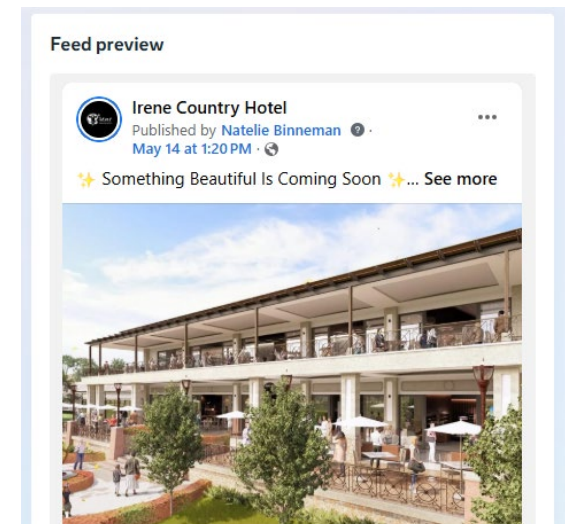 Feed preview
Irene Country Hotel
Published by Natelie Binneman ·
May 14 at 1:20 PM ·
✨ Something Beautiful Is Coming Soon ✨... See more